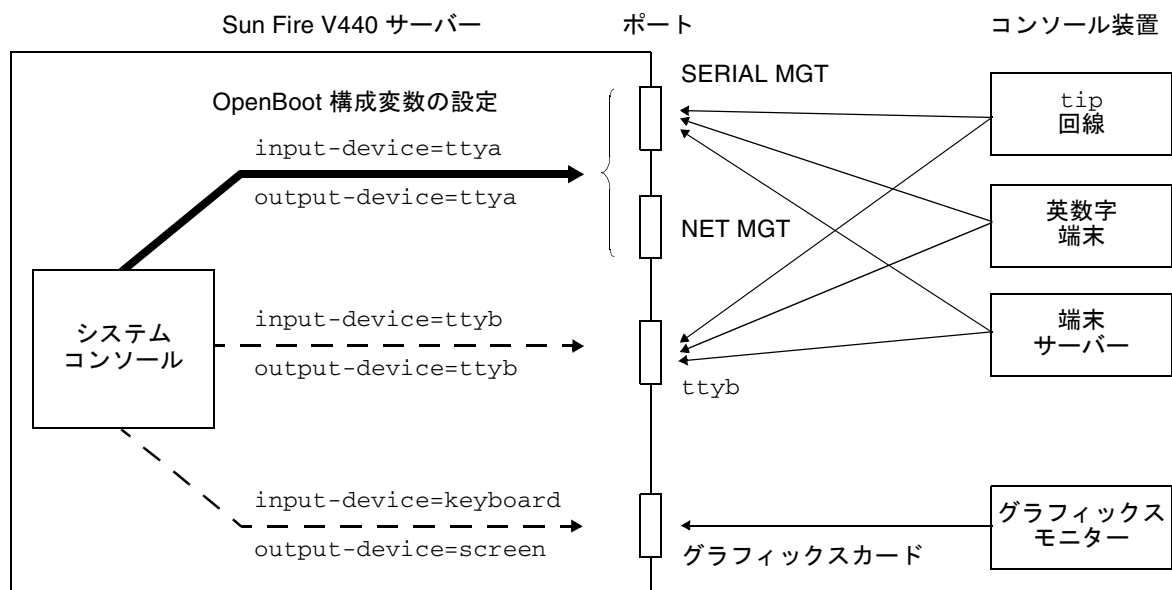 Sun Fire V440 サーバー
ポート
コンソール装置
OpenBoot 構成変数の設定
input-device=ttya
output-device=ttya
SERIAL MGT
NET MGT
tip
回線
英数字
端末
システム
コンソール
input-device=ttyb
output-device=ttyb
ttyb
端末
サーバー
input-device=keyboard
output-device=screen
グラフィックスカード
グラフィックス
モニター